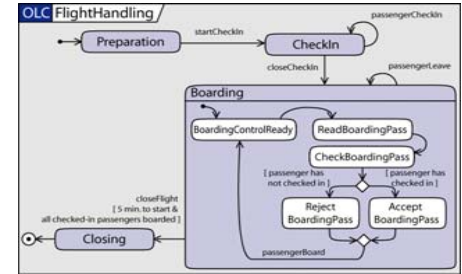 OLC FlightHandling
passengerCheckIn
startCheckIn
Preparation
CheckIn
closeCheckIn
passengerLeave
Boarding
BoardingControlReady
ReadBoardingPass
CheckBoardingPass
[ passenger has
not checked in ]
[ passenger has
checked in ]
Reject
BoardingPass
Accept
BoardingPass
closeFlight
[ 5 min. to start &
all checked-in passengers boarded ]
Closing
passengerBoard